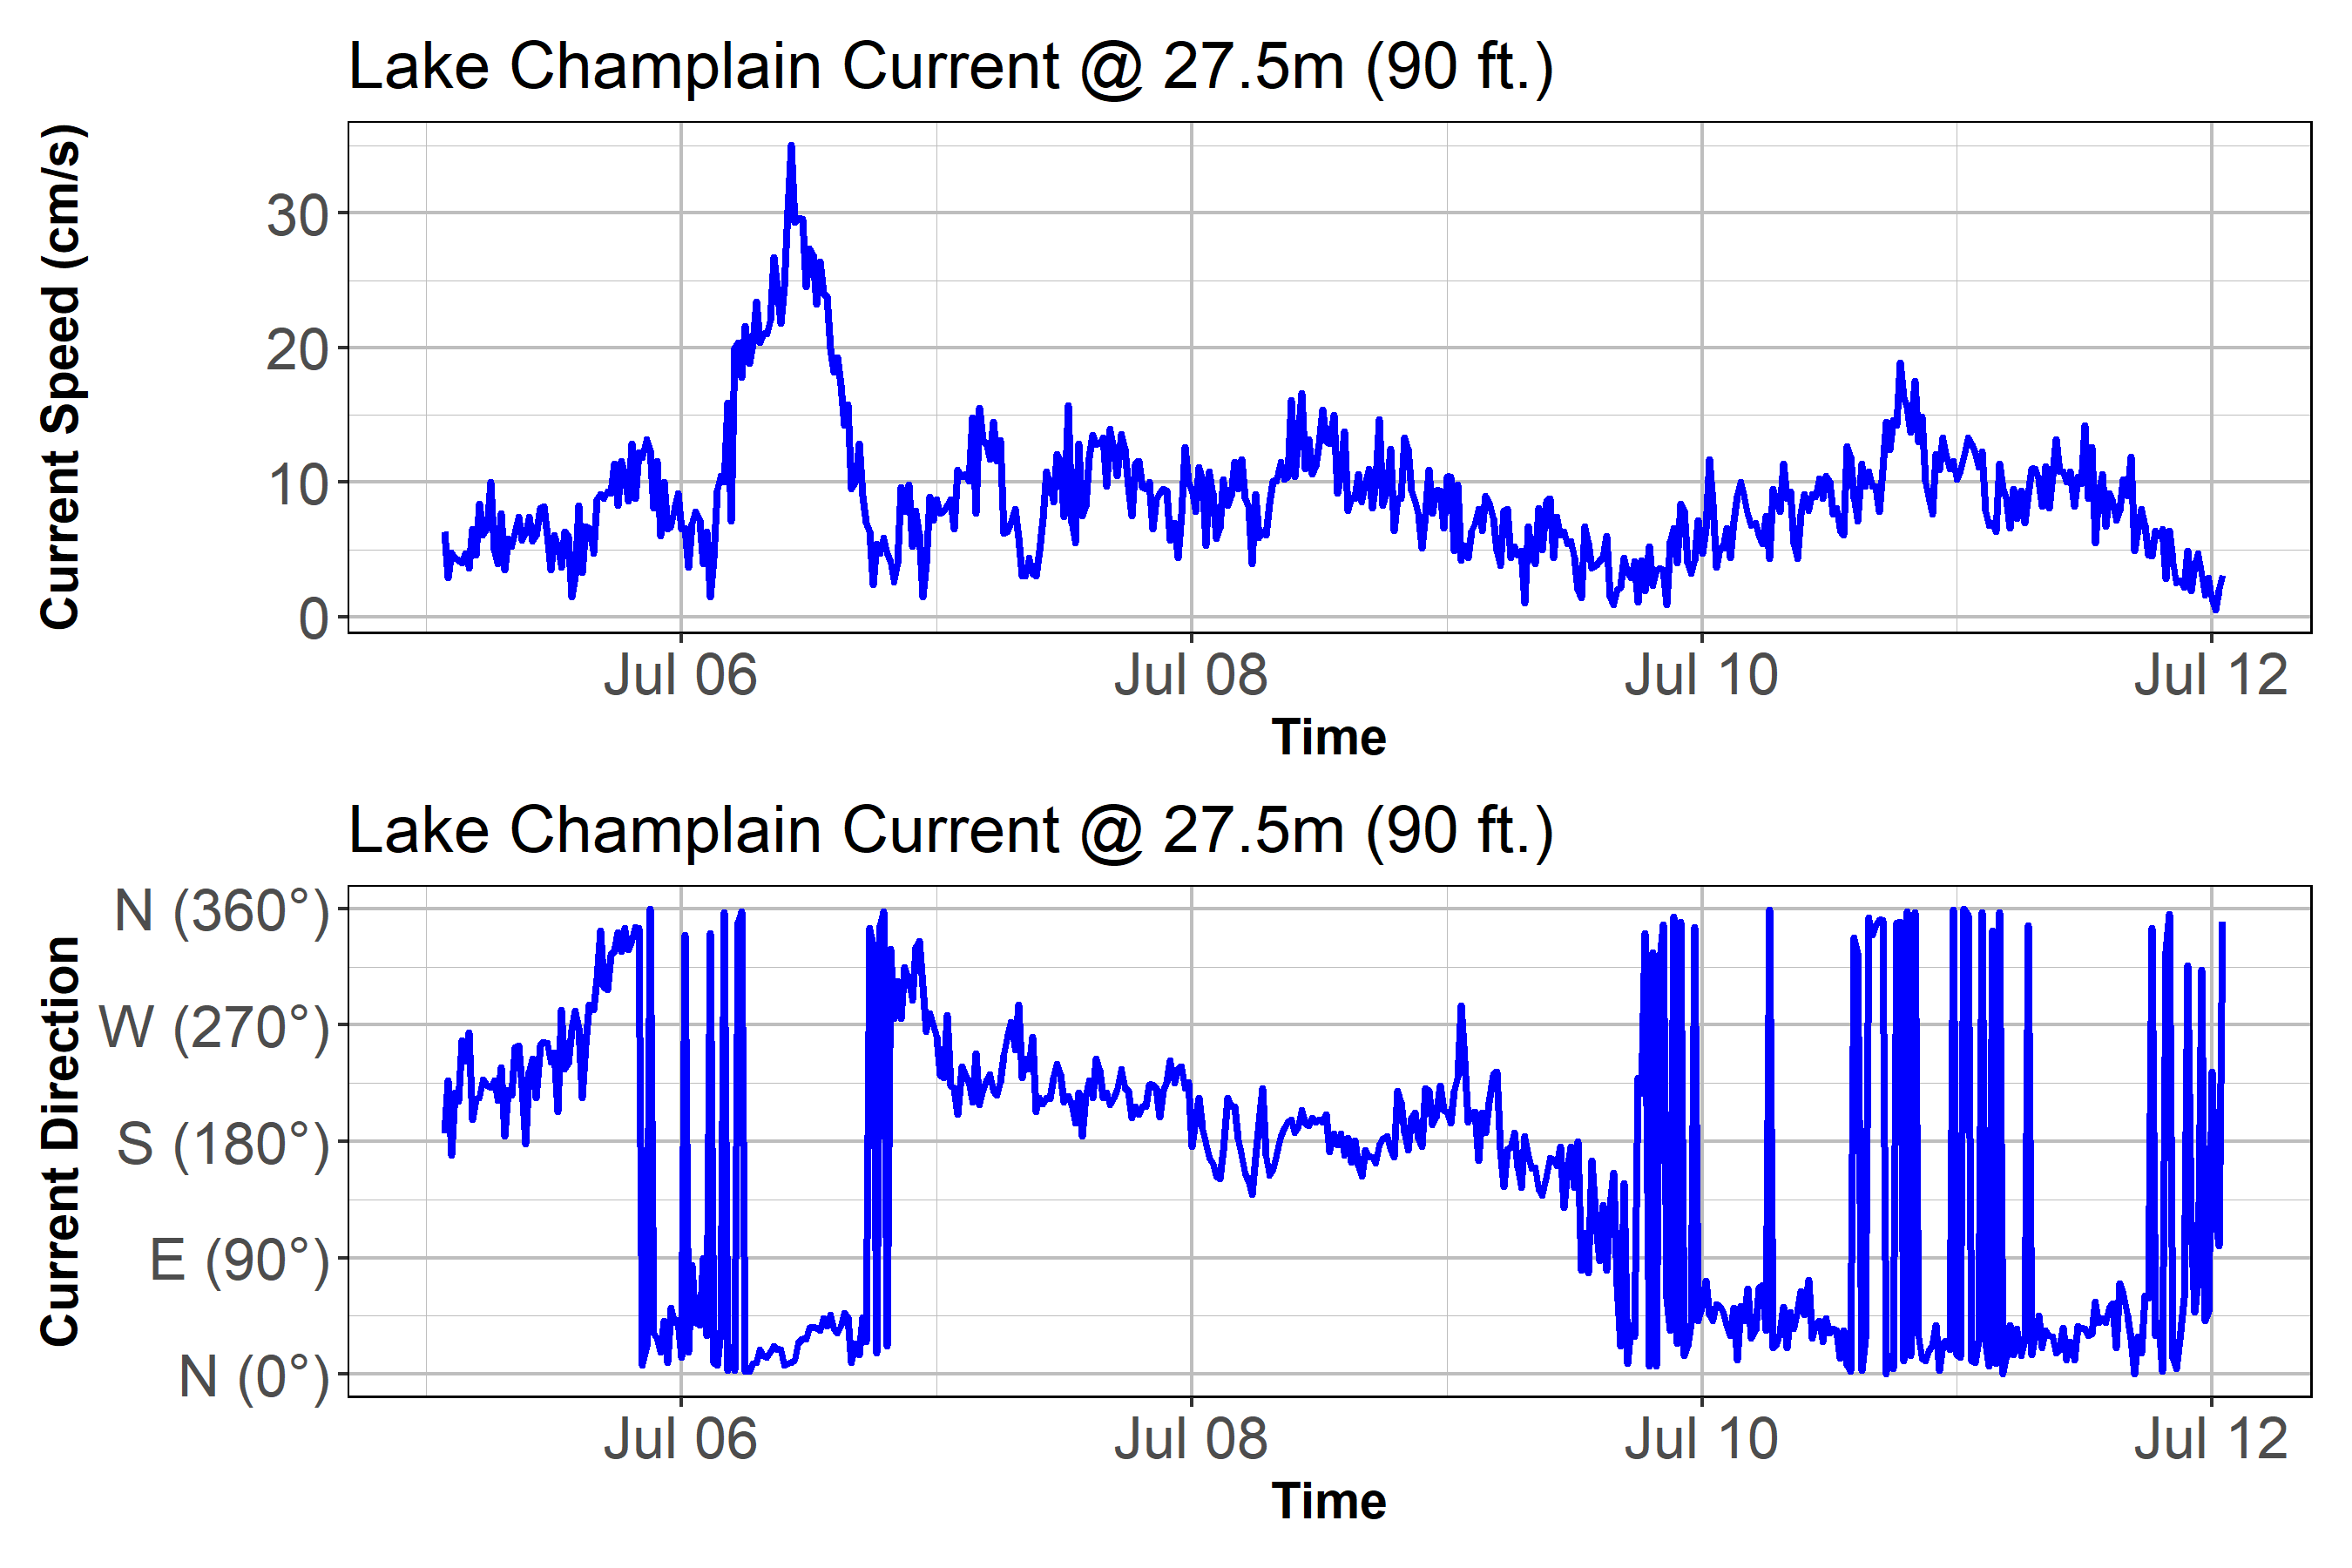 Lake Champlain Current @ 27.5m (90 ft.)
Current Speed (cm/s)
30
20
10
0
Jul 06 Jul 08 Jul 10 Jul 12
Time
Lake Champlain Current @ 27.5m (90 ft.)
Current Direction
N (360°)
W (270°)
S (180°)
E (90°)
N (0°)
Jul 06 Jul 08 Jul 10 Jul 12
Time